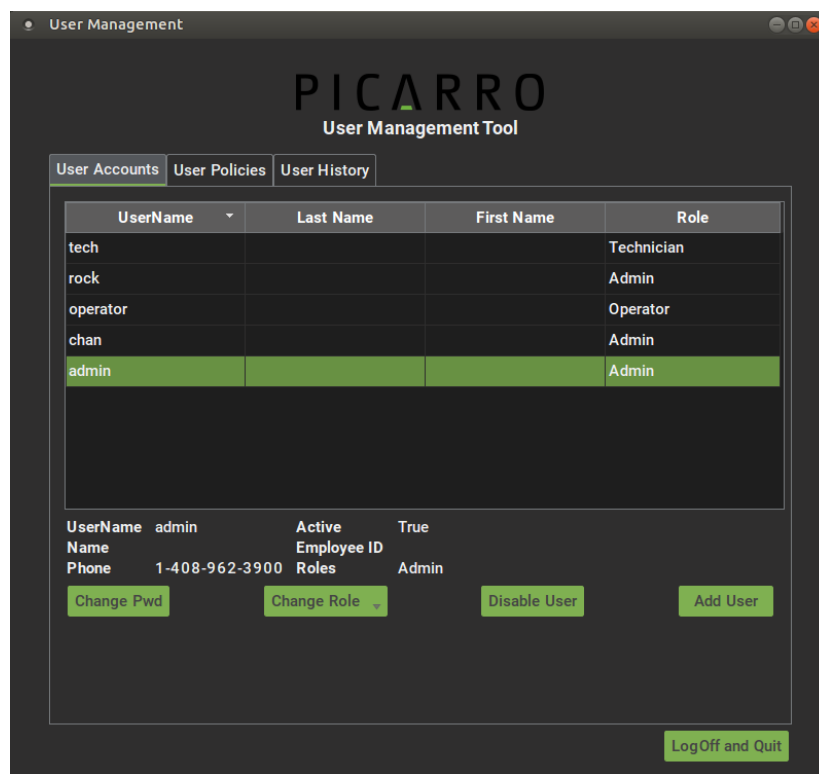 User Management
PICARRO
User Management Tool
User Accounts User Policies User History
UserName Last Name First Name Role
tech Technician
rock Admin
operator Operator
chan Admin
admin Admin
UserName admin Active True
Name Employee ID
Phone 1-408-962-3900 Roles Admin
Change Pwd Change Role Disable User Add User
LogOff and Quit